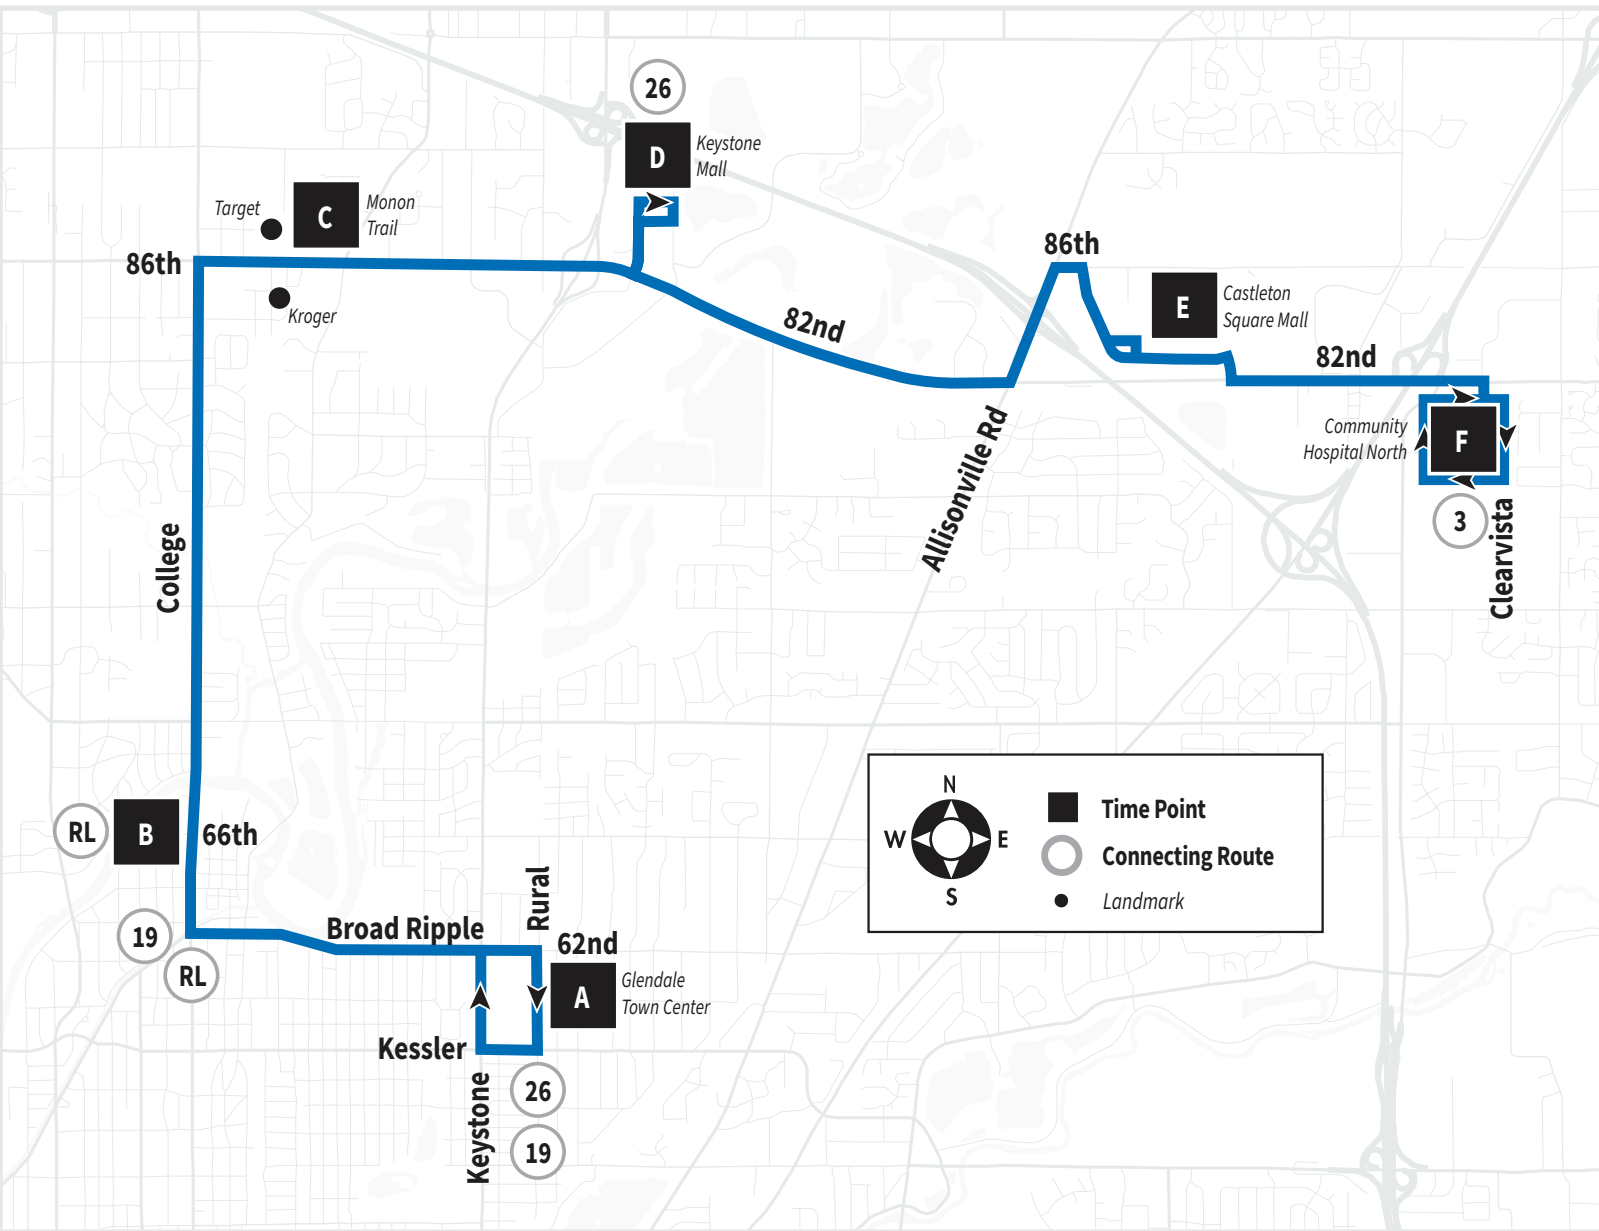 26
D
Keystone
Mall
Target
C
Monon
Trail
86th
Kroger
82nd
86th
E
Castleton
Square Mall
82nd
Community
Hospital North
F
3
Clearvista
Allisonville Rd
College
RL
B
66th
19
RL
Broad Ripple
Rural
62nd
A
Glendale
Town Center
Kessler
Keystone
26
19
N
W
E
S
Time Point
Connecting Route
Landmark